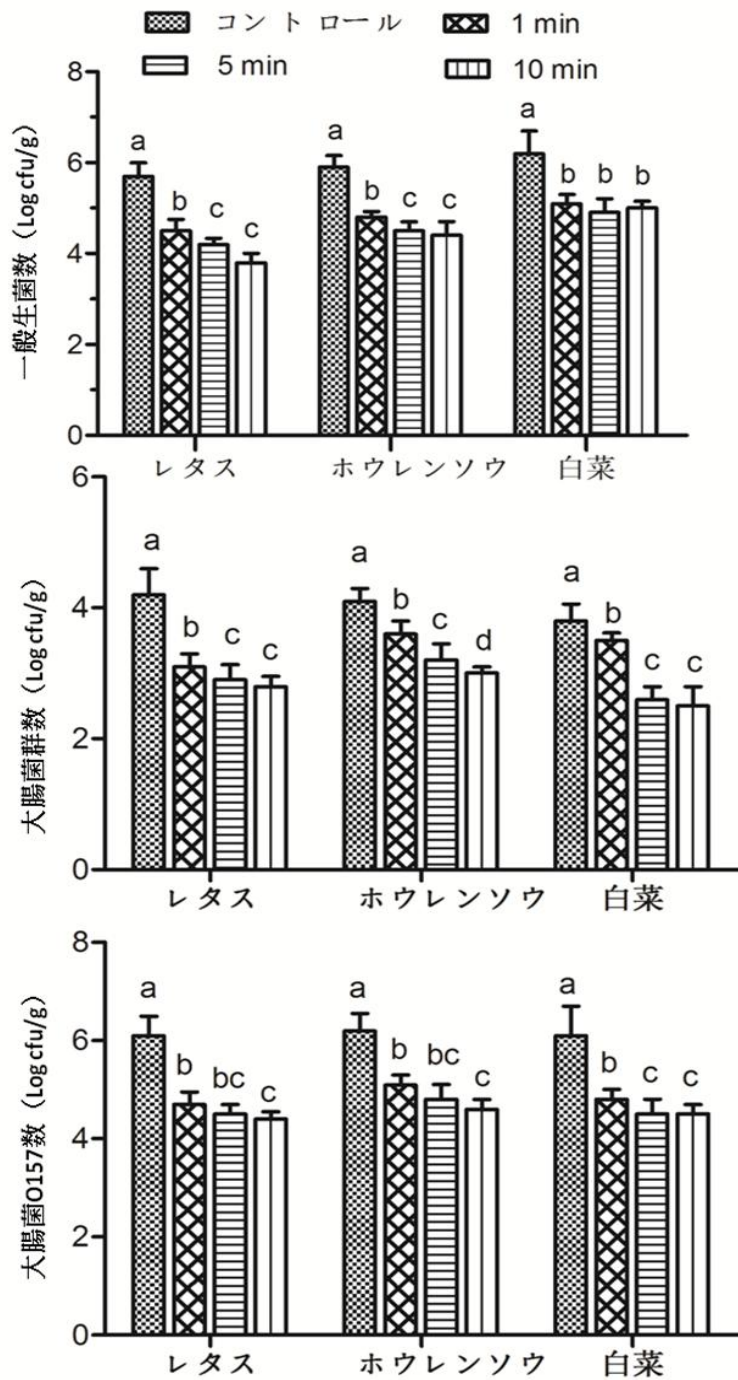 コントロール 1 min
5 min 10 min
一般生菌数 (Log cfu/g)
8
6
4
2
0
a b c c a b c c a b b b
レタス ホウレンソウ 白菜
大腸菌群数 (Log cfu/g)
6
4
2
0
a b c c a b c d a b c c
レタス ホウレンソウ 白菜
大腸菌O157数 (Log cfu/g)
8
6
4
2
0
a b bc c a b bc c a b c c
レタス ホウレンソウ 白菜